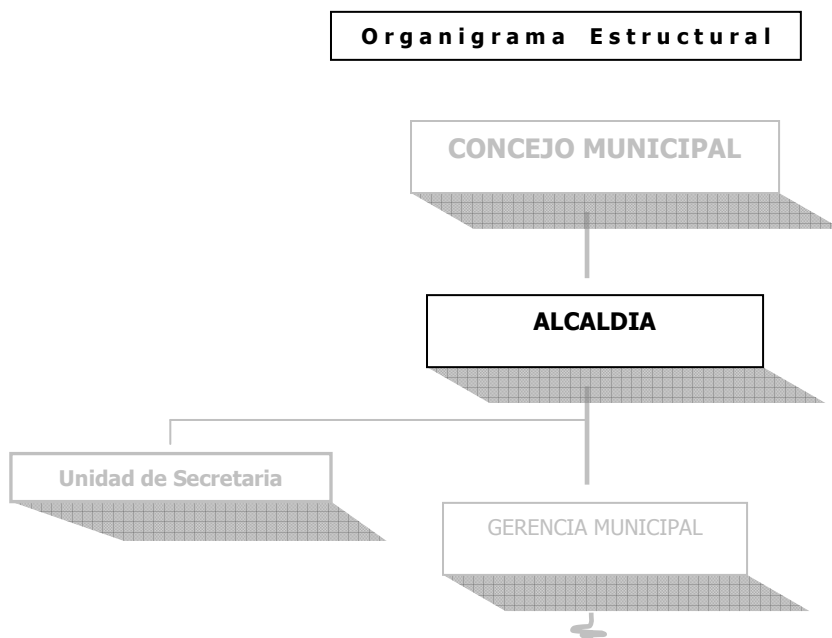 Organigrama Estructural
CONCEJO MUNICIPAL
ALCALDIA
Unidad de Secretaria
GERENCIA MUNICIPAL